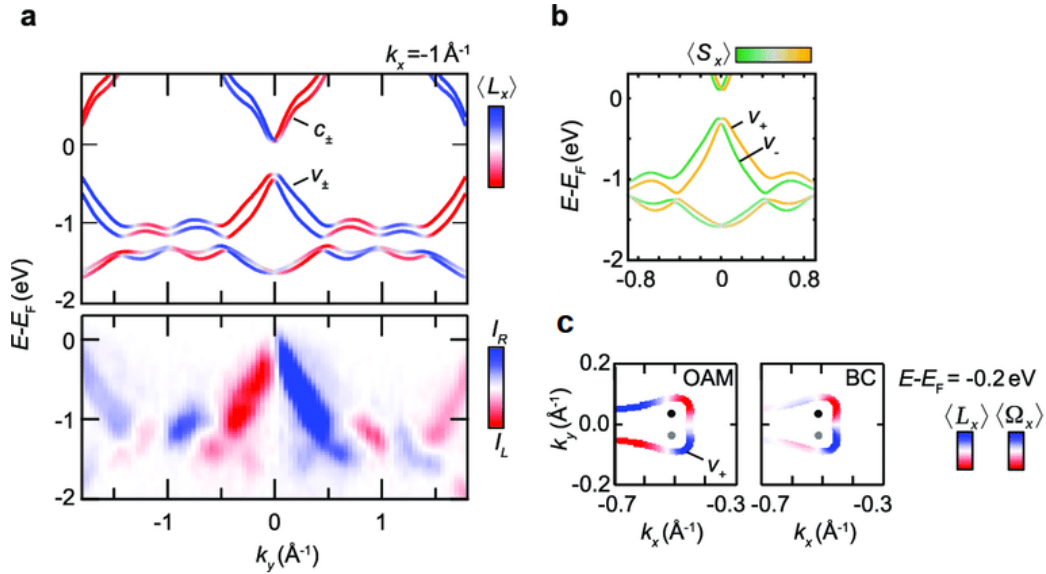 a
k_x = -1 Å⁻¹
⟨L_x⟩
c_±
v_±
0
-1
-2
E-E_F (eV)
0
-1
-2
I_R
I_L
-1 0 1
k_y (Å⁻¹)
b
⟨S_x⟩
v_+
v_-
E-E_F (eV)
0
-1
-2
-0.8 0 0.8
c
OAM
BC
E-E_F = -0.2 eV
⟨L_x⟩ ⟨Ω_x⟩
k_y (Å⁻¹)
0.2
0.0
-0.2
v_+
-0.7 -0.3 -0.7 -0.3
k_x (Å⁻¹) k_x (Å⁻¹)